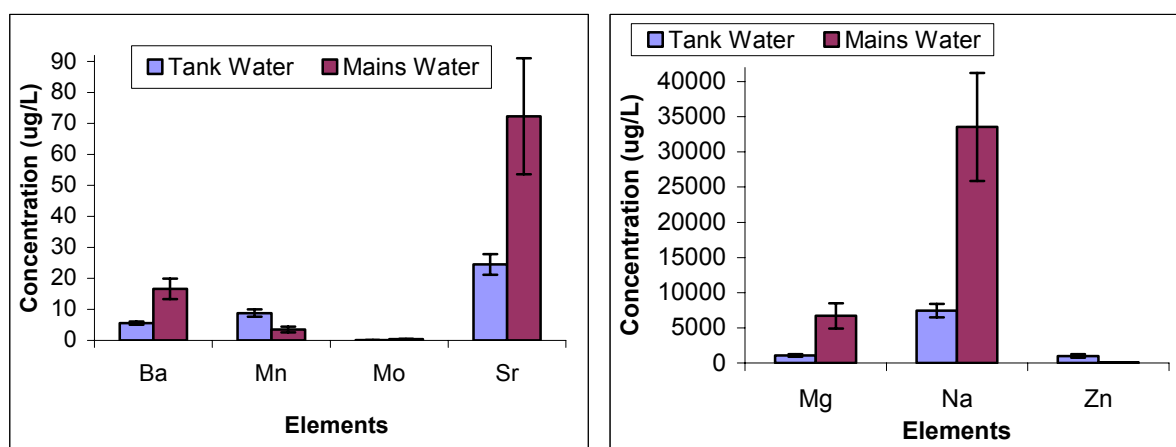 Tank Water Mains Water
Concentration (ug/L)
90
80
70
60
50
40
30
20
10
0
Ba Mn Mo Sr
Elements
Tank Water Mains Water
Concentration (ug/L)
40000
35000
30000
25000
20000
15000
10000
5000
0
Mg Na Zn
Elements